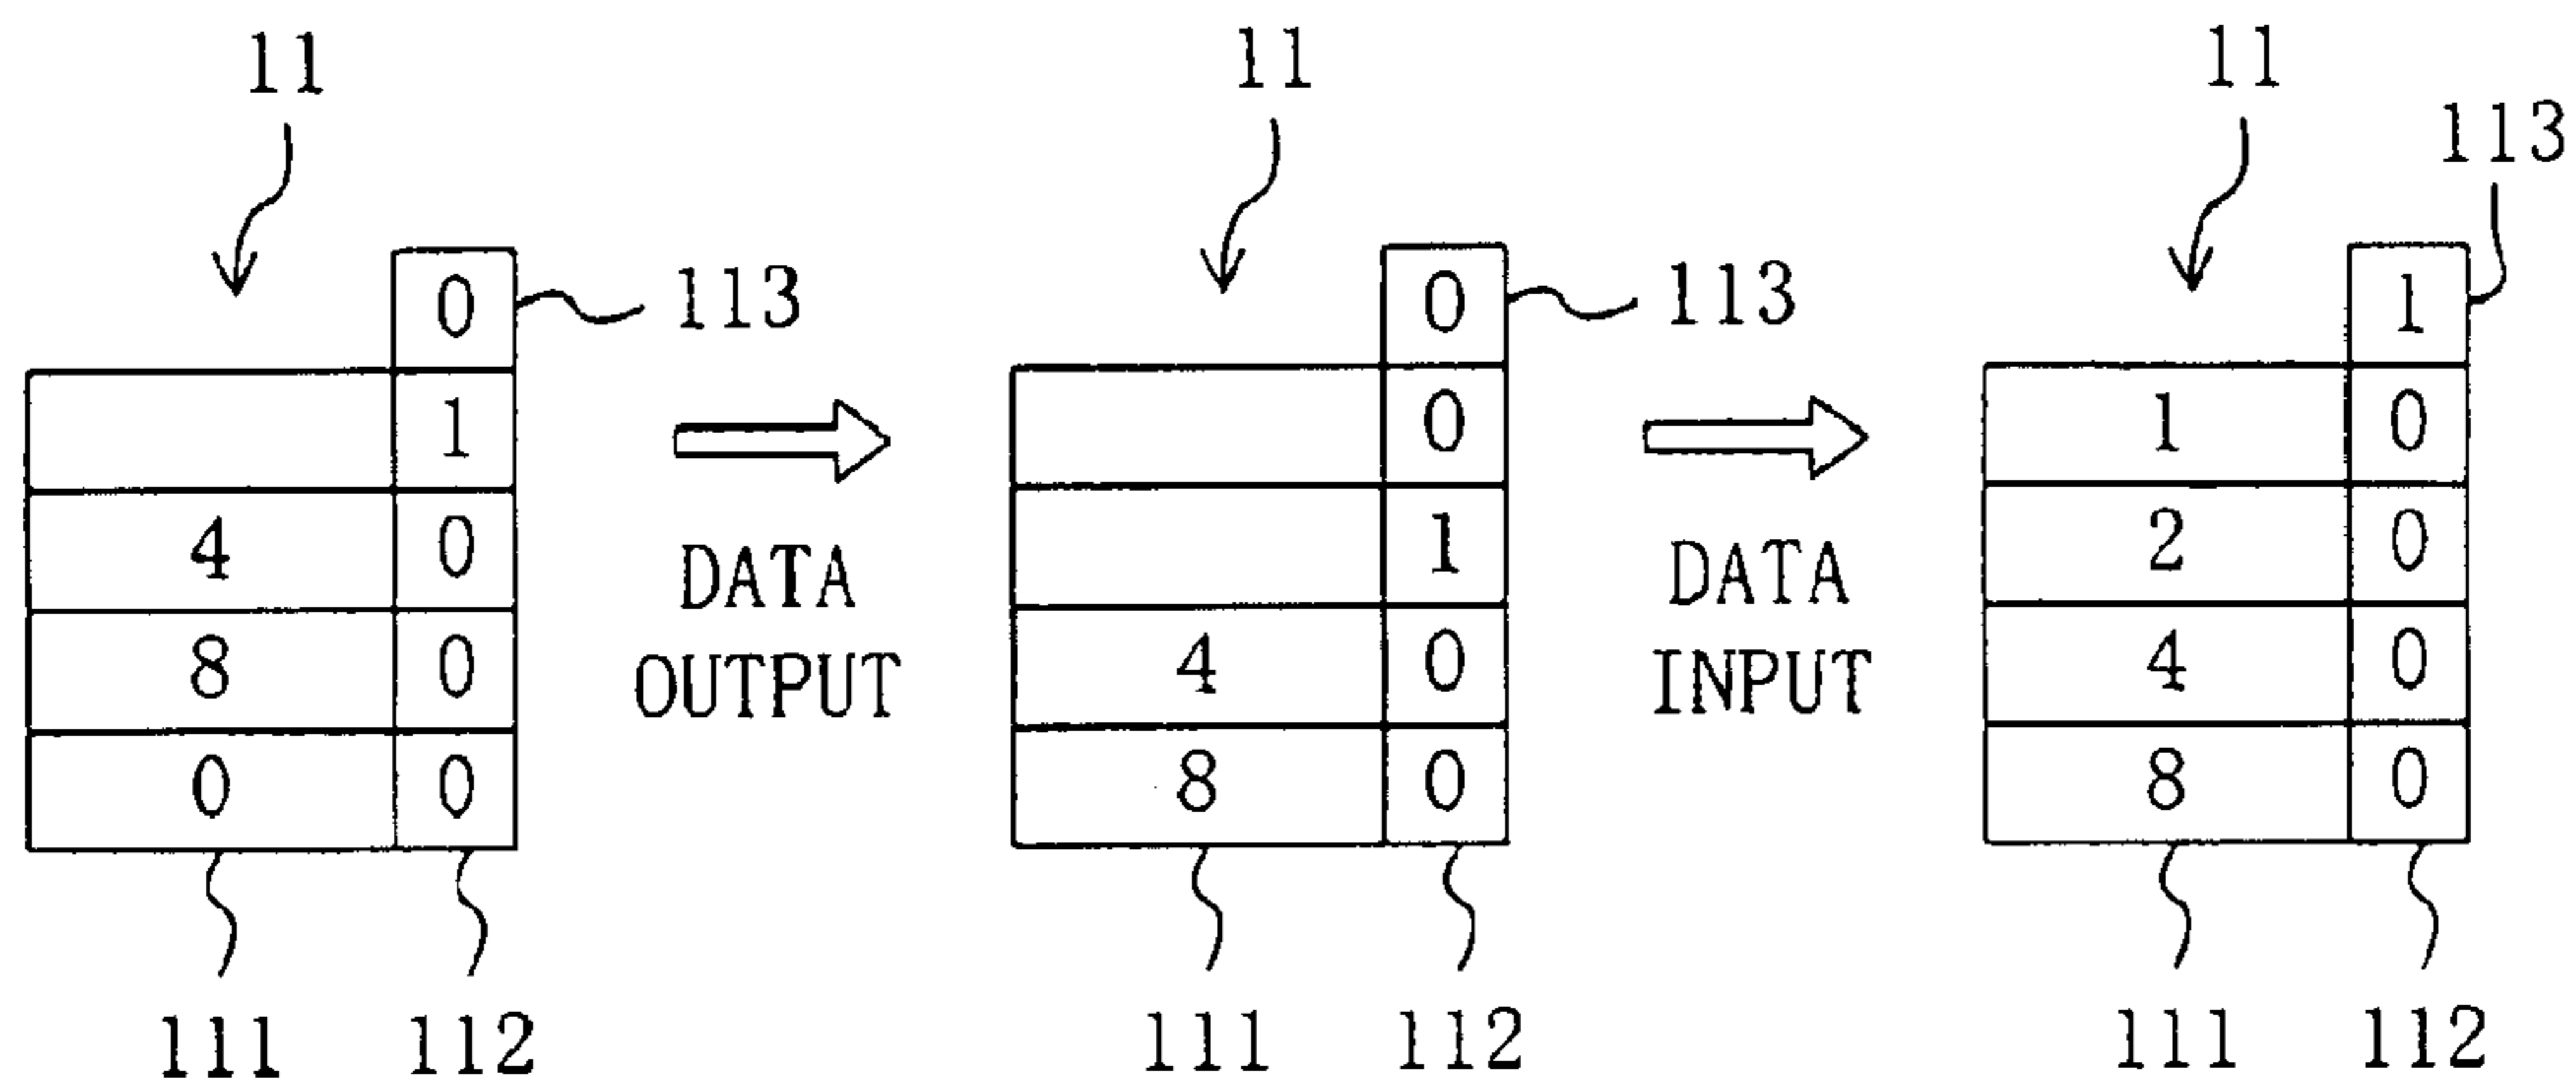 11 11 11
113
0 113 0 113 1
1 0 1 0
4 0 1 2 0
DATA DATA
8 0 4 0 4 0
OUTPUT INPUT
0 0 8 0 8 0
111 112 111 112 111 112